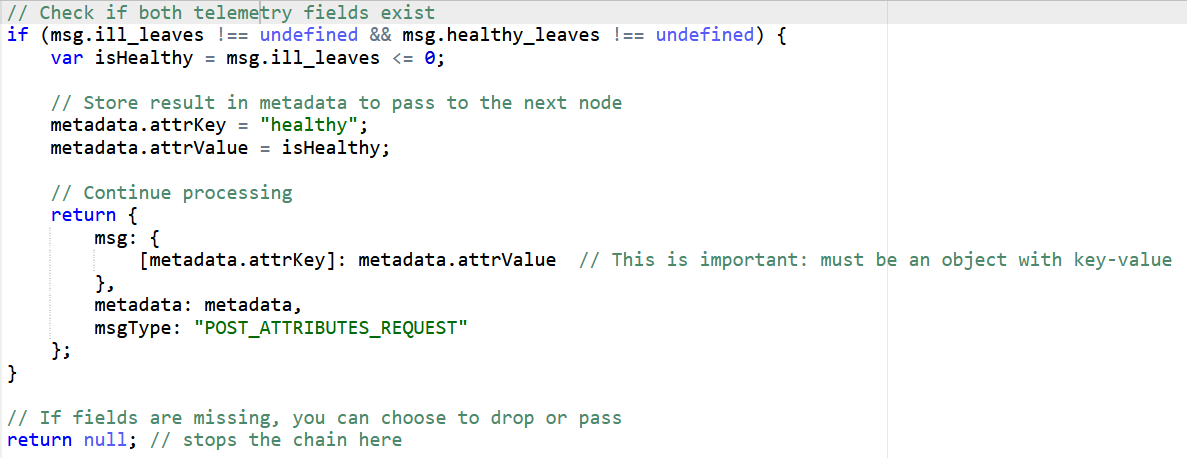 // Check if both telemetry fields exist
if (msg.ill_leaves !== undefined && msg.healthy_leaves !== undefined) {
    var isHealthy = msg.ill_leaves <= 0;

    // Store result in metadata to pass to the next node
    metadata.attrKey = "healthy";
    metadata.attrValue = isHealthy;

    // Continue processing
    return {
        msg: {
            [metadata.attrKey]: metadata.attrValue  // This is important: must be an object with key-value
        },
        metadata: metadata,
        msgType: "POST_ATTRIBUTES_REQUEST"
    };
}

// If fields are missing, you can choose to drop or pass
return null; // stops the chain here